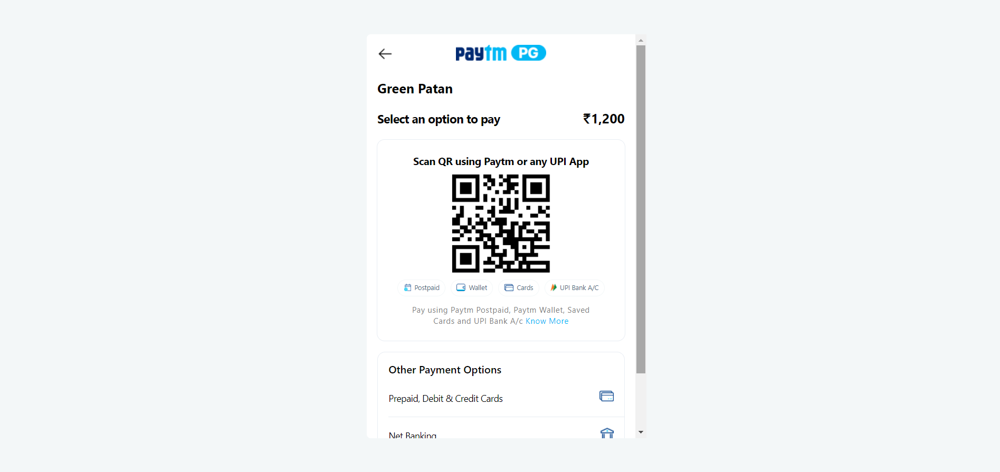 paytm PG
Green Patan
Select an option to pay ₹1,200
Scan QR using Paytm or any UPI App
Postpaid Wallet Cards UPI Bank A/C
Pay using Paytm Postpaid, Paytm Wallet, Saved
Cards and UPI Bank A/c Know More
Other Payment Options
Prepaid, Debit & Credit Cards
Net Banking